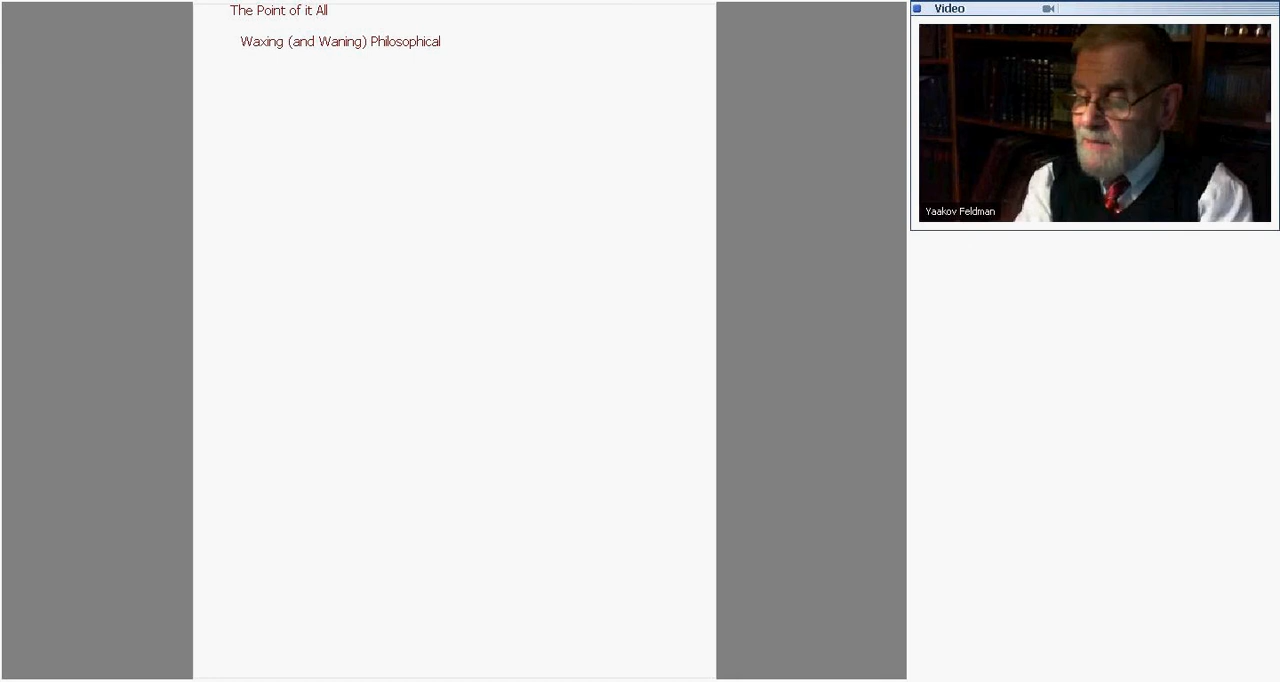 The Point of it All
Waxing (and Waning) Philosophical
Video
Yaakov Feldman